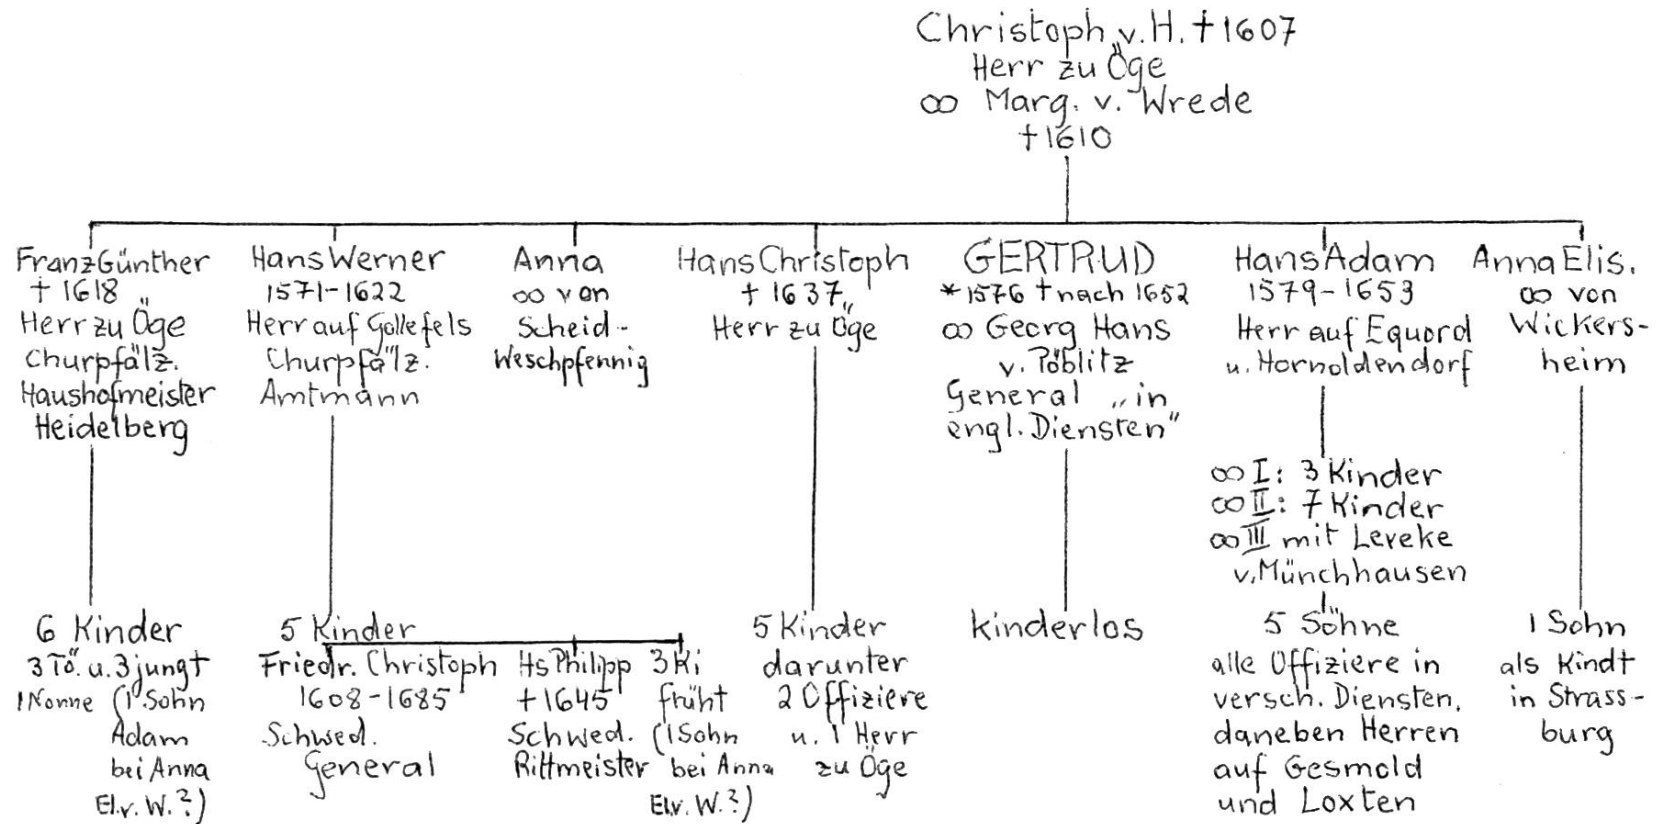 Christoph v. H. †1607
Herr zu Öge
∞ Marg. v. Wrede
†1610
Franz Günther
† 1618
Herr zu Öge
Churpfälz.
Haushofmeister
Heidelberg
Hans Werner
1571-1622
Herr auf Gollefels
Churpfälz.
Amtmann
Anna
∞ von
Scheid-
Weschpfennig
Hans Christoph
† 1637
Herr zu Öge
GERTRUD
*1576 † nach 1652
∞ Georg Hans
v. Pöblitz
General „in
engl. Diensten"
Hans Adam
1579-1653
Herr auf Equord
u. Hornoldendorf
Anna Elis.
∞ von
Wickers-
heim
∞ I: 3 Kinder
∞ II: 7 Kinder
∞ III mit Lereke
v. Münchhausen
6 Kinder
3 Tö. u. 3 jungt
1 Nonne (1 Sohn
Adam
bei Anna
El.v. W.?)
5 Kinder
Friedr. Christoph
1608-1685
Schwed.
General
Hs Philipp
†1645
Schwed.
Rittmeister
3 Ki
früht
(1 Sohn
bei Anna
El.v. W.?)
5 Kinder
darunter
2 Offiziere
u. 1 Herr
zu Öge
kinderlos
5 Söhne
alle Offiziere in
versch. Diensten,
daneben Herren
auf Gesmold
und Loxten
1 Sohn
als Kindt
in Strass-
burg